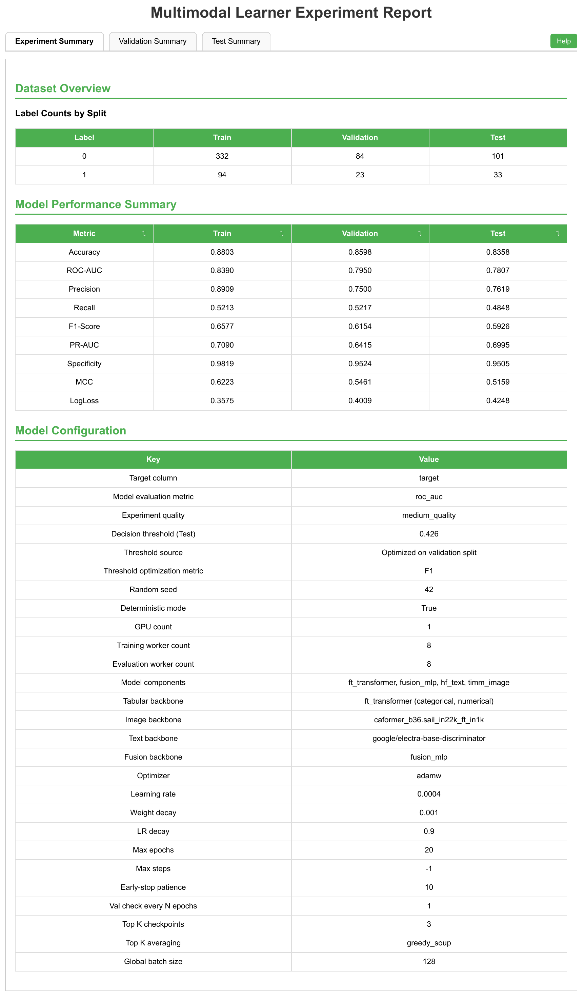 Multimodal Learner Experiment Report
Experiment Summary Validation Summary Test Summary Help
Dataset Overview
Label Counts by Split
Label Train Validation Test
0 332 84 101
1 94 23 33
Model Performance Summary
Metric ⇅ Train ⇅ Validation ⇅ Test ⇅
Accuracy 0.8803 0.8598 0.8358
ROC-AUC 0.8390 0.7950 0.7807
Precision 0.8909 0.7500 0.7619
Recall 0.5213 0.5217 0.4848
F1-Score 0.6577 0.6154 0.5926
PR-AUC 0.7090 0.6415 0.6995
Specificity 0.9819 0.9524 0.9505
MCC 0.6223 0.5461 0.5159
LogLoss 0.3575 0.4009 0.4248
Model Configuration
Key Value
Target column target
Model evaluation metric roc_auc
Experiment quality medium_quality
Decision threshold (Test) 0.426
Threshold source Optimized on validation split
Threshold optimization metric F1
Random seed 42
Deterministic mode True
GPU count 1
Training worker count 8
Evaluation worker count 8
Model components ft_transformer, fusion_mlp, hf_text, timm_image
Tabular backbone ft_transformer (categorical, numerical)
Image backbone caformer_b36.sail_in22k_ft_in1k
Text backbone google/electra-base-discriminator
Fusion backbone fusion_mlp
Optimizer adamw
Learning rate 0.0004
Weight decay 0.001
LR decay 0.9
Max epochs 20
Max steps -1
Early-stop patience 10
Val check every N epochs 1
Top K checkpoints 3
Top K averaging greedy_soup
Global batch size 128